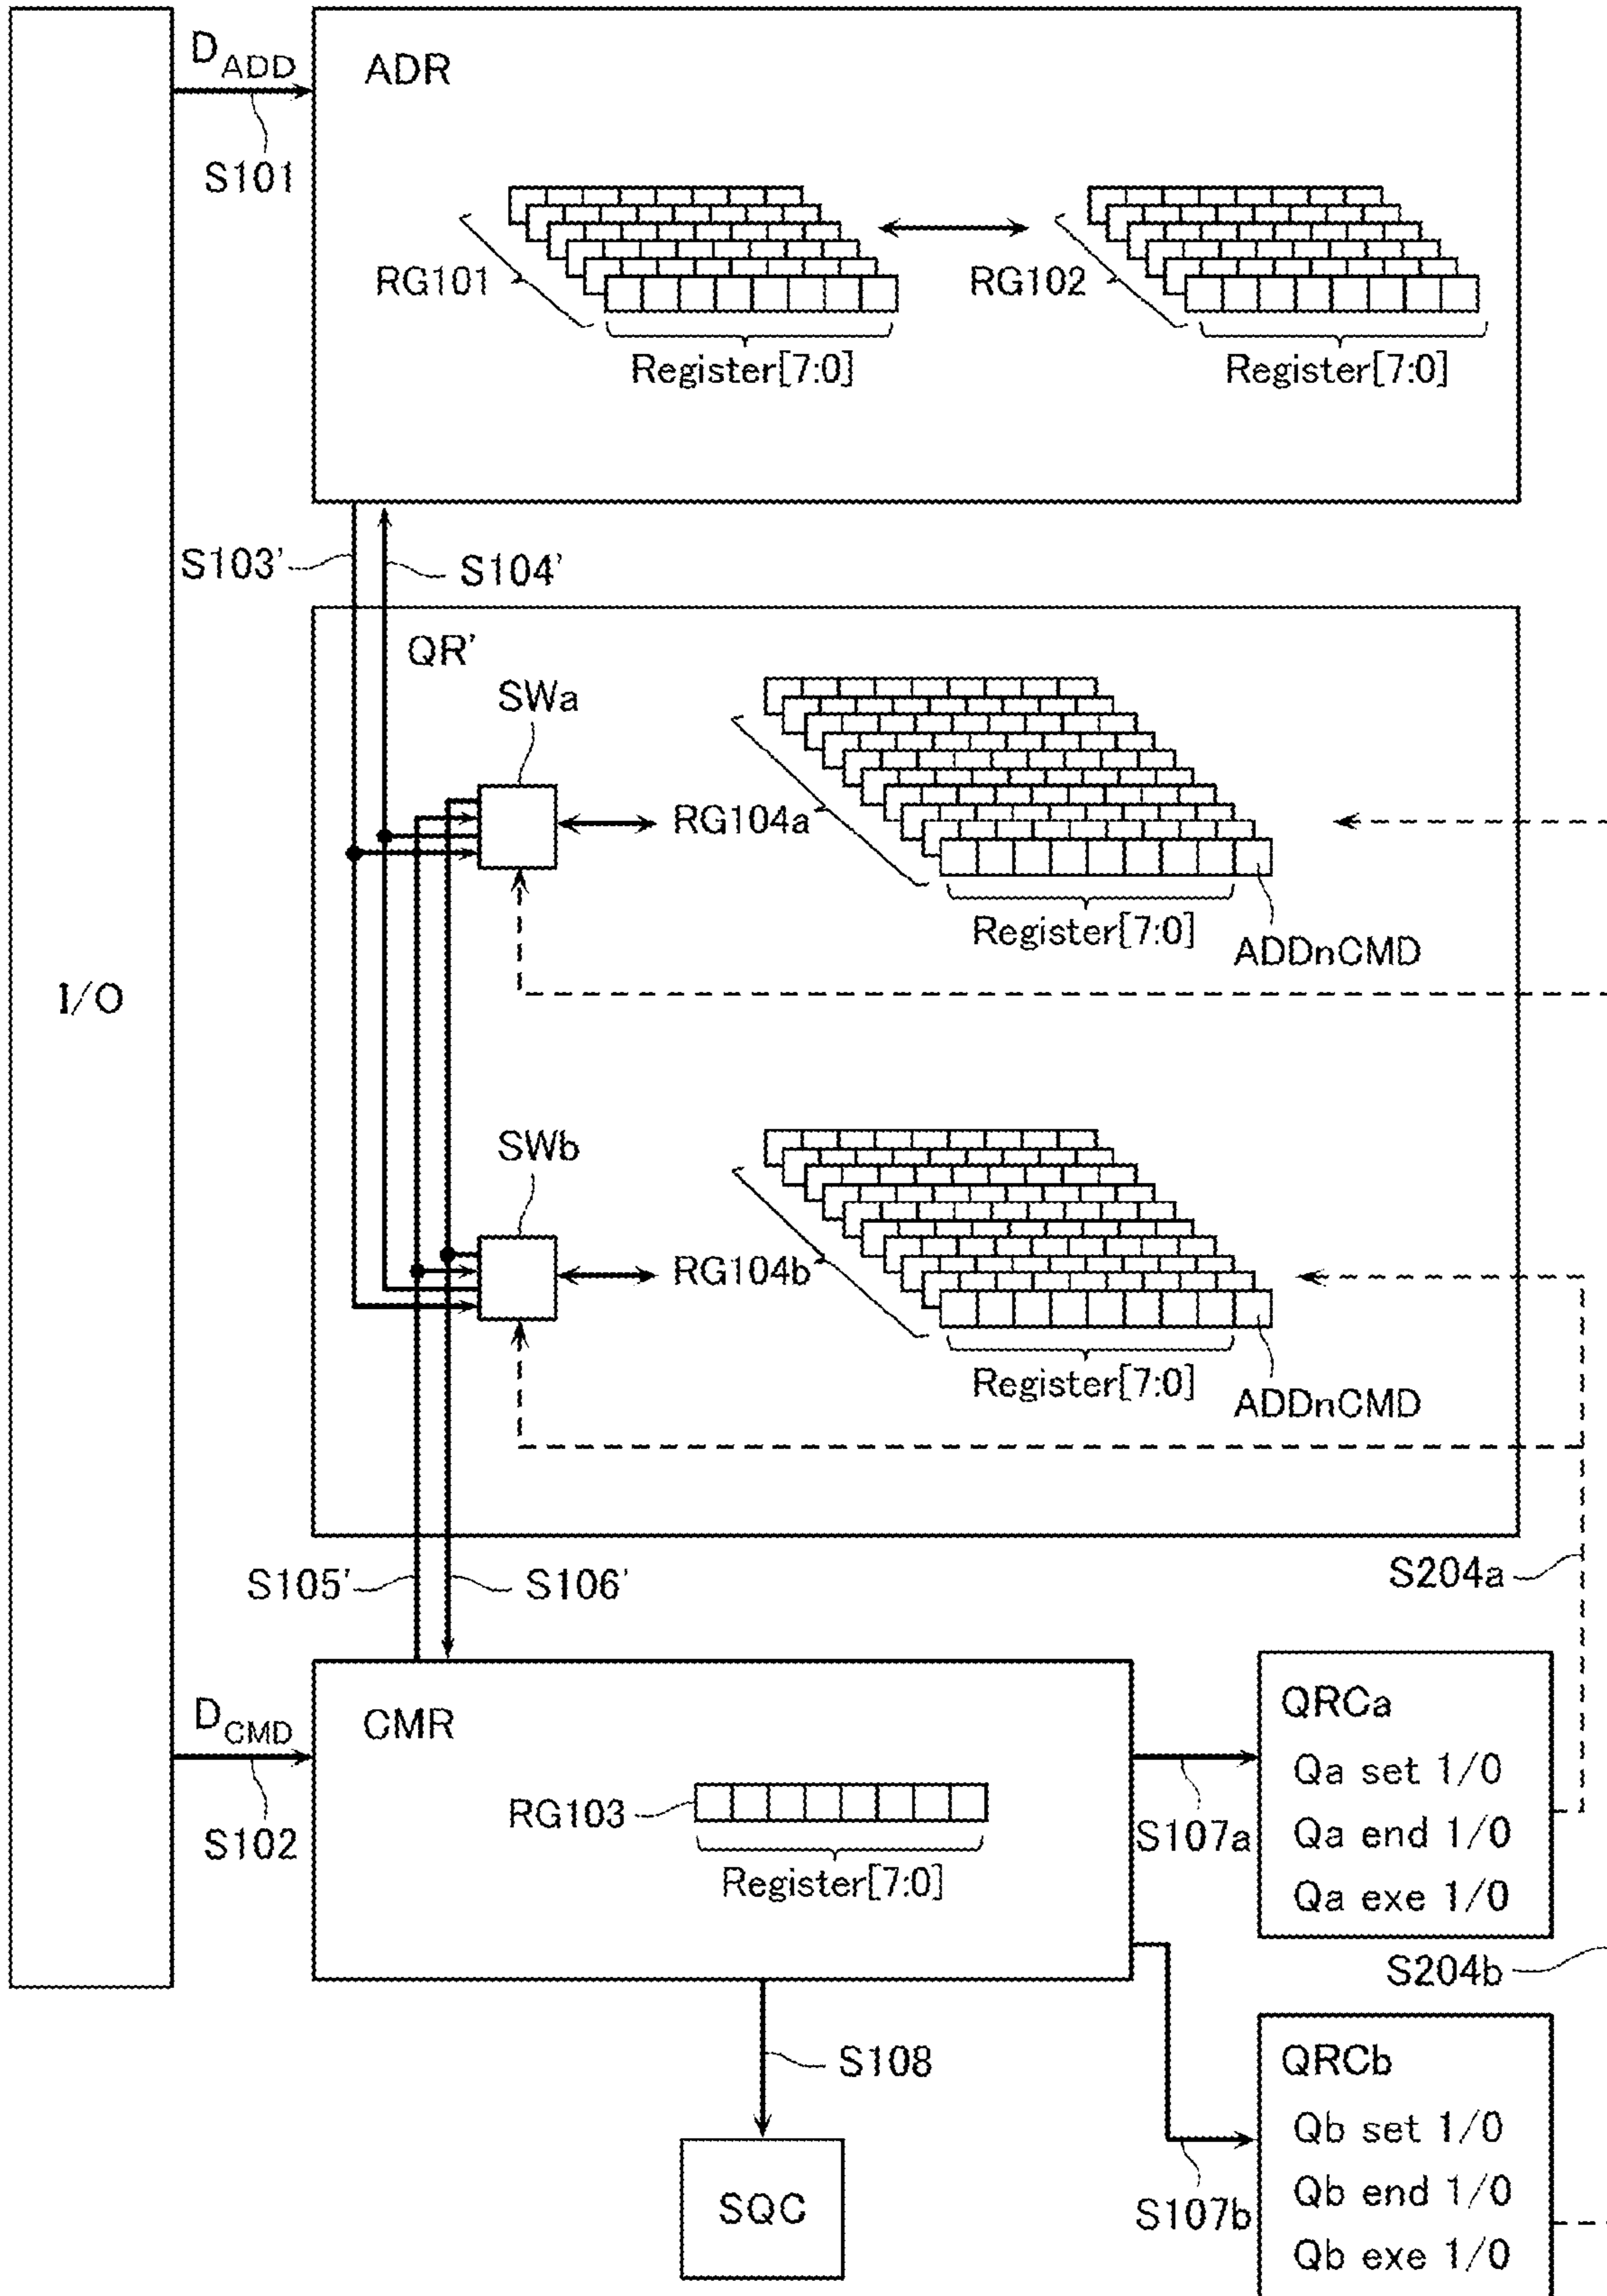 D_ADD
S101
ADR
RG101
RG102
Register[7:0]
Register[7:0]
S103'
S104'
QR'
SWa
RG104a
Register[7:0]
ADDnCMD
I/O
SWb
RG104b
Register[7:0]
ADDnCMD
S105'
S106'
S204a
D_CMD
S102
CMR
RG103
Register[7:0]
S107a
QRCa
Qa set 1/0
Qa end 1/0
Qa exe 1/0
S204b
S108
SQC
S107b
QRCb
Qb set 1/0
Qb end 1/0
Qb exe 1/0